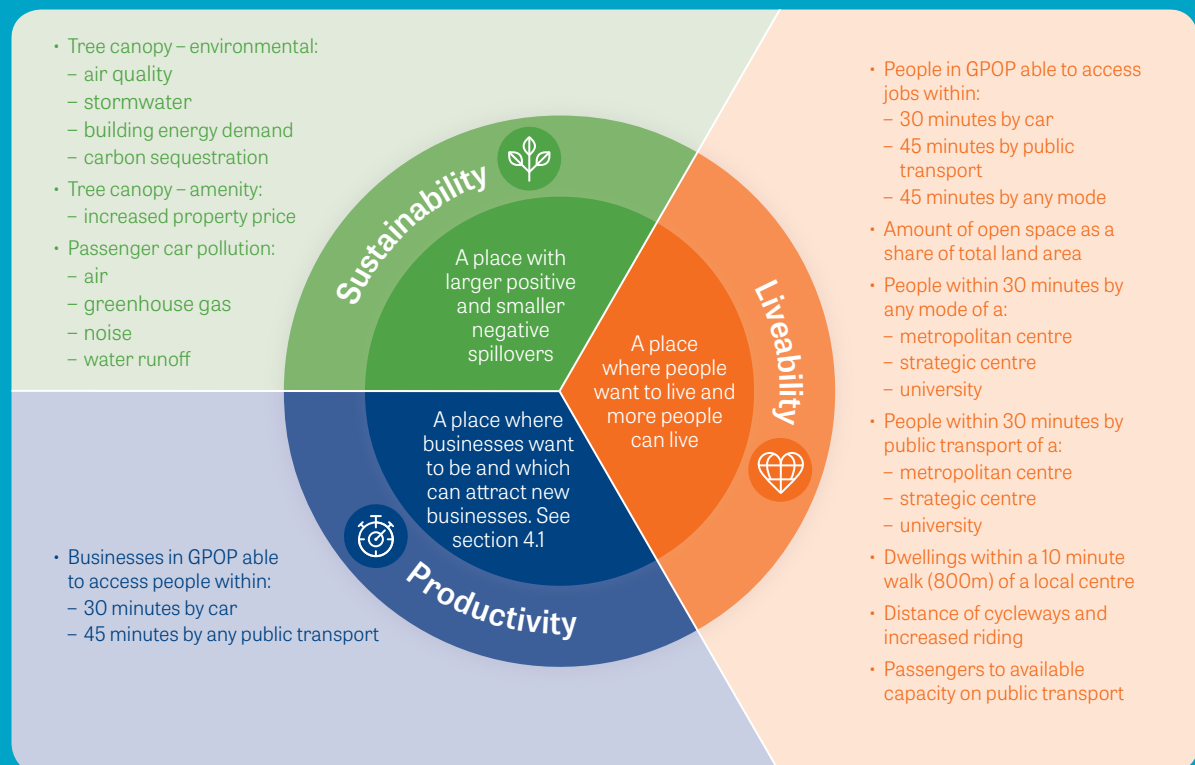 • Tree canopy – environmental:
– air quality
– stormwater
– building energy demand
– carbon sequestration
• Tree canopy – amenity:
– increased property price
• Passenger car pollution:
– air
– greenhouse gas
– noise
– water runoff
Sustainability
A place with
larger positive
and smaller
negative
spillovers
• People in GPOP able to access
jobs within:
– 30 minutes by car
– 45 minutes by public
transport
– 45 minutes by any mode
• Amount of open space as a
share of total land area
• People within 30 minutes by
any mode of a:
– metropolitan centre
– strategic centre
– university
• People within 30 minutes by
public transport of a:
– metropolitan centre
– strategic centre
– university
• Dwellings within a 10 minute
walk (800m) of a local centre
• Distance of cycleways and
increased riding
• Passengers to available
capacity on public transport
Liveability
A place
where people
want to live and
more people
can live
• Businesses in GPOP able
to access people within:
– 30 minutes by car
– 45 minutes by any public transport
Productivity
A place where
businesses want
to be and which
can attract new
businesses. See
section 4.1